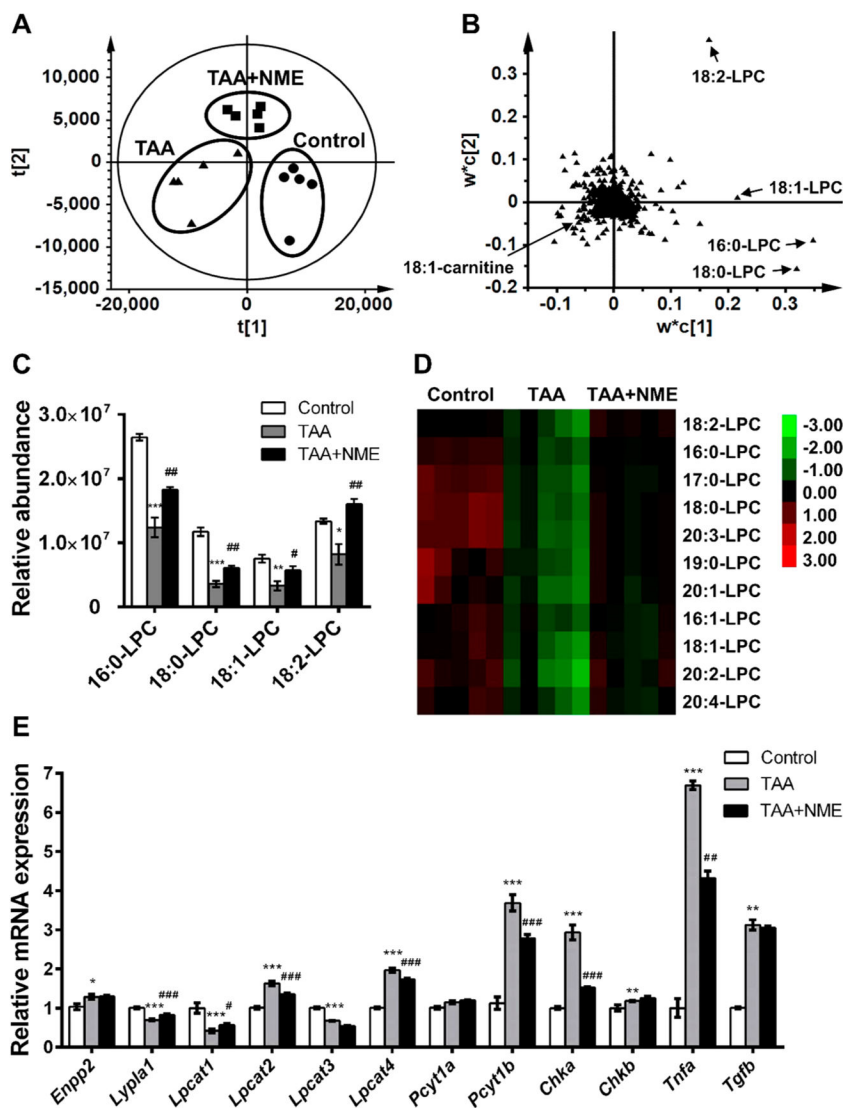 A
TAA+NME
TAA
Control
10,000
5,000
0
-5,000
-10,000
-15,000
t[2]
-20,000
0
20,000
t[1]
B
18:2-LPC
18:1-LPC
16:0-LPC
18:0-LPC
18:1-carnitine
0.3
0.2
0.1
0
-0.1
-0.2
w*c[2]
-0.1
0
0.1
0.2
0.3
w*c[1]
C
Control
TAA
TAA+NME
3.0×10⁷
2.0×10⁷
1.0×10⁷
0
Relative abundance
***
##
***
##
**
#
*
##
16:0-LPC
18:0-LPC
18:1-LPC
18:2-LPC
D
Control TAA TAA+NME
18:2-LPC
16:0-LPC
17:0-LPC
18:0-LPC
20:3-LPC
19:0-LPC
20:1-LPC
16:1-LPC
18:1-LPC
20:2-LPC
20:4-LPC
-3.00
-2.00
-1.00
0.00
1.00
2.00
3.00
E
Control
TAA
TAA+NME
7
6
5
4
3
2
1
0
Relative mRNA expression
*
***
###
***
#
***
###
***
***
###
***
###
***
###
**
***
##
**
Enpp2
Lypla1
Lpcat1
Lpcat2
Lpcat3
Lpcat4
Pcyt1a
Pcyt1b
Chka
Chkb
Tnfa
Tgfb